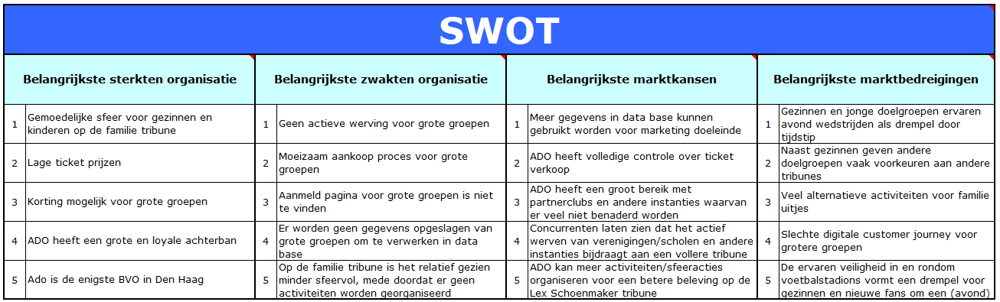 SWOT
Belangrijkste sterkten organisatie
Belangrijkste zwakten organisatie
Belangrijkste marktkansen
Belangrijkste marktbedreigingen
1
Gemoedelijke sfeer voor gezinnen en
kinderen op de familie tribune
1
Geen actieve werving voor grote groepen
1
Meer gegevens in data base kunnen
gebruikt worden voor marketing doeleinde
1
Gezinnen en jonge doelgroepen ervaren
avond wedstrijden als drempel door
tijdstip
2
Lage ticket prijzen
2
Moeizaam aankoop proces voor grote
groepen
2
ADO heeft volledige controle over ticket
verkoop
2
Naast gezinnen geven andere
doelgroepen vaak voorkeuren aan andere
tribunes
3
Korting mogelijk voor grote groepen
3
Aanmeld pagina voor grote groepen is niet
te vinden
3
ADO heeft een groot bereik met
partnerclubs en andere instanties waarvan
er veel niet benaderd worden
3
Veel alternatieve activiteiten voor familie
uitjes
4
ADO heeft een grote en loyale achterban
4
Er worden geen gegevens opgeslagen van
grote groepen om te verwerken in data
base
4
Concurrenten laten zien dat het actief
werven van verenigingen/scholen en andere
instanties bijdraagt aan een vollere tribune
4
Slechte digitale customer journey voor
grotere groepen
5
Ado is de enigste BVO in Den Haag
5
Op de familie tribune is het relatief gezien
minder sfeervol, mede doordat er geen
activiteiten worden georganiseerd
5
ADO kan meer activiteiten/sfeeracties
organiseren voor een betere beleving op de
Lex Schoenmaker tribune
5
De ervaren veiligheid in en rondom
voetbalstadions vormt een drempel voor
gezinnen en nieuwe fans om een (avond)